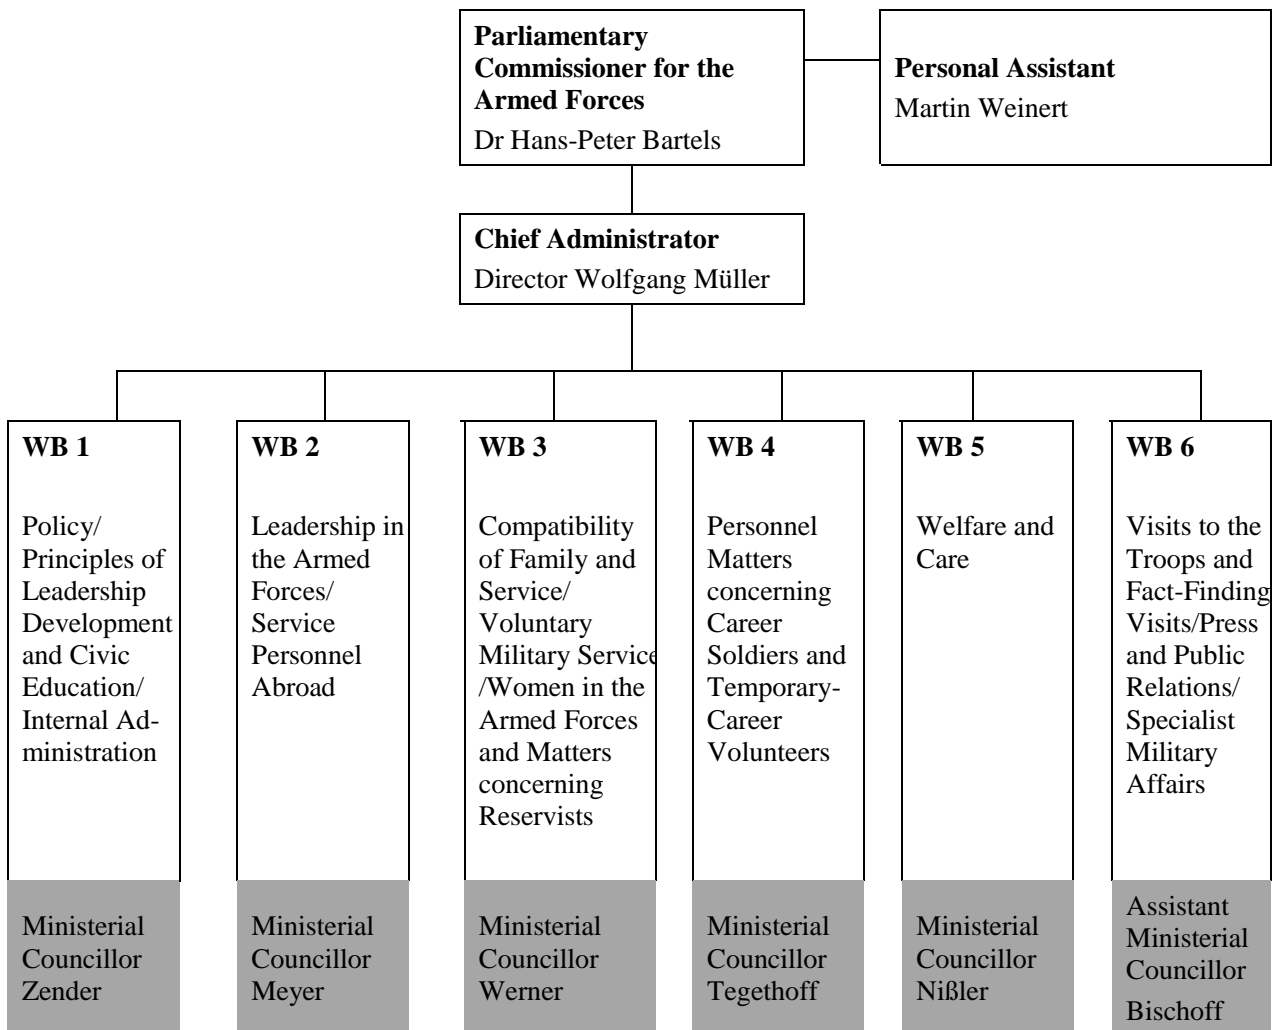 Parliamentary
Commissioner for the
Armed Forces
Dr Hans-Peter Bartels
Personal Assistant
Martin Weinert
Chief Administrator
Director Wolfgang Müller
WB 1
Policy/
Principles of
Leadership
Development
and Civic
Education/
Internal Ad-
ministration
Ministerial
Councillor
Zender
WB 2
Leadership in
the Armed
Forces/
Service
Personnel
Abroad
Ministerial
Councillor
Meyer
WB 3
Compatibility
of Family and
Service/
Voluntary
Military Service
/Women in the
Armed Forces
and Matters
concerning
Reservists
Ministerial
Councillor
Werner
WB 4
Personnel
Matters
concerning
Career
Soldiers and
Temporary-
Career
Volunteers
Ministerial
Councillor
Tegethoff
WB 5
Welfare and
Care
Ministerial
Councillor
Nißler
WB 6
Visits to the
Troops and
Fact-Finding
Visits/Press
and Public
Relations/
Specialist
Military
Affairs
Assistant
Ministerial
Councillor
Bischoff